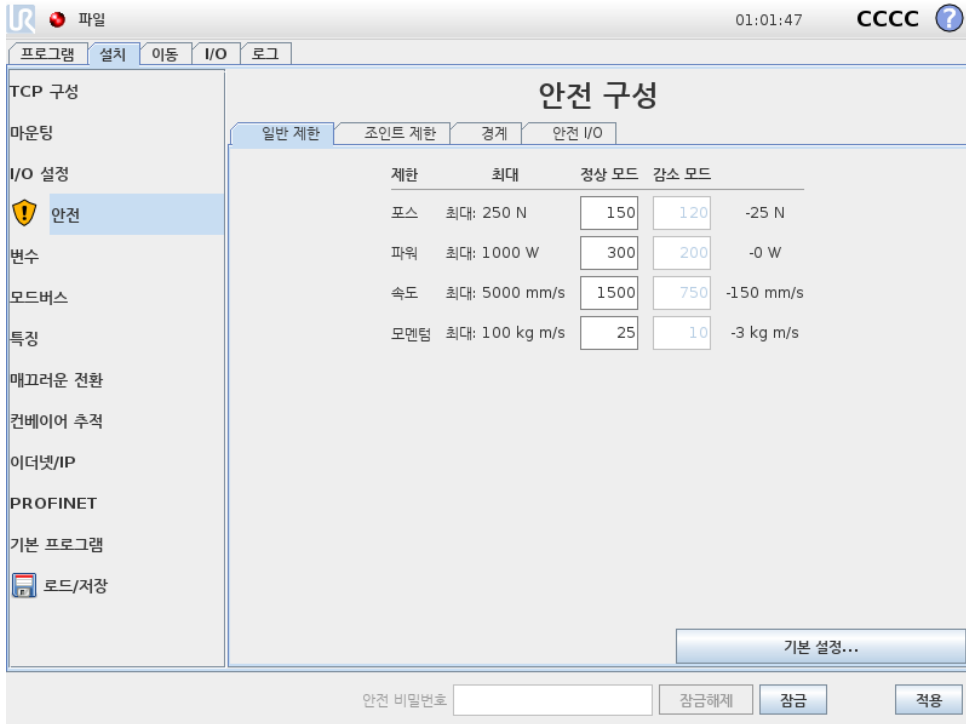 UR 파일 01:01:47 CCCC ?
프로그램 설치 이동 I/O 로그
TCP 구성
마운팅
I/O 설정
안전
변수
모드버스
특징
매끄러운 전환
컨베이어 추적
이더넷/IP
PROFINET
기본 프로그램
로드/저장
안전 구성
일반 제한 조인트 제한 경계 안전 I/O
제한 최대 정상 모드 감소 모드
포스 최대: 250 N 150 120 -25 N
파워 최대: 1000 W 300 200 -0 W
속도 최대: 5000 mm/s 1500 750 -150 mm/s
모멘텀 최대: 100 kg m/s 25 10 -3 kg m/s
기본 설정...
안전 비밀번호 잠금해제 잠금 적용